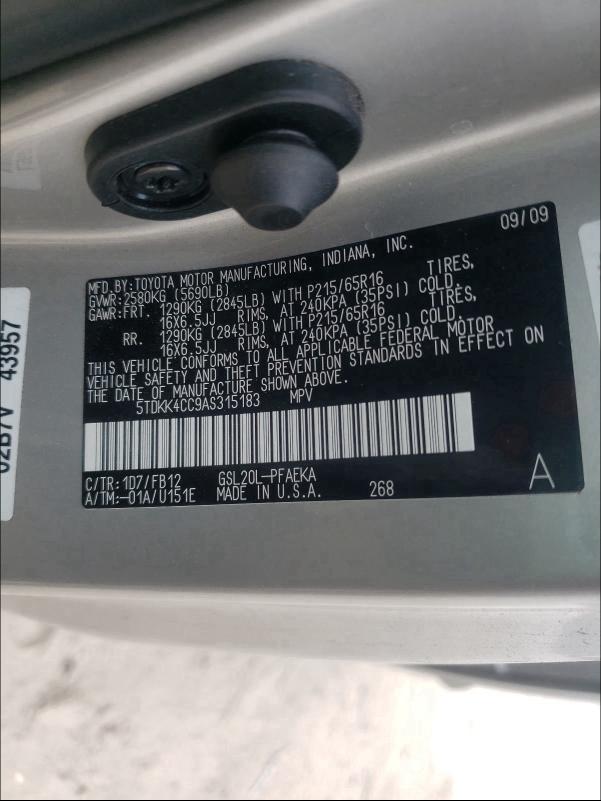 09/09
MFD.BY:TOYOTA MOTOR MANUFACTURING, INDIANA, INC.
GVWR:2580KG (5690LB)
GAWR:FRT. 1290KG (2845LB) WITH P215/65R16 TIRES,
16X6.5JJ RIMS, AT 240KPA (35PSI) COLD.
RR. 1290KG (2845LB) WITH P215/65R16 TIRES,
16X6.5JJ RIMS, AT 240KPA (35PSI) COLD.
THIS VEHICLE CONFORMS TO ALL APPLICABLE FEDERAL MOTOR
VEHICLE SAFETY AND THEFT PREVENTION STANDARDS IN EFFECT ON
THE DATE OF MANUFACTURE SHOWN ABOVE.
5TDKK4CC9AS315183 MPV
C/TR:1D7/FB12 GSL20L-PFAEKA
A/TM:-01A/U151E MADE IN U.S.A. 268
A
43957